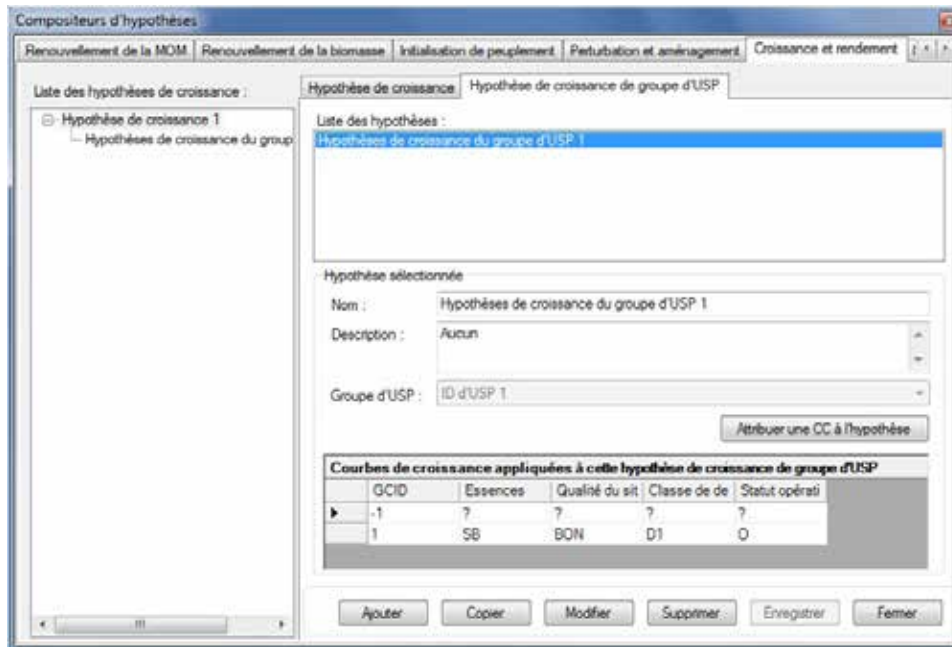 Compositeurs d'hypothèses
Renouvellement de la MOM
Renouvellement de la biomasse
Initialisation de peuplement
Perturbation et aménagement
Croissance et rendement
Liste des hypothèses de croissance :
Hypothèse de croissance 1
Hypothèses de croissance du group
Hypothèse de croissance
Hypothèse de croissance de groupe d'USP
Liste des hypothèses :
Hypothèses de croissance du groupe d'USP 1
Hypothèse sélectionnée
Nom : Hypothèses de croissance du groupe d'USP 1
Description : Aucun
Groupe d'USP : ID d'USP 1
Attribuer une CC à l'hypothèse
Courbes de croissance appliquées à cette hypothèse de croissance de groupe d'USP
GCID Essences Qualité du sit Classe de de Statut opérati
-1 ? ? ? ?
1 SB BON D1 O
Ajouter Copier Modifier Supprimer Enregistrer Fermer